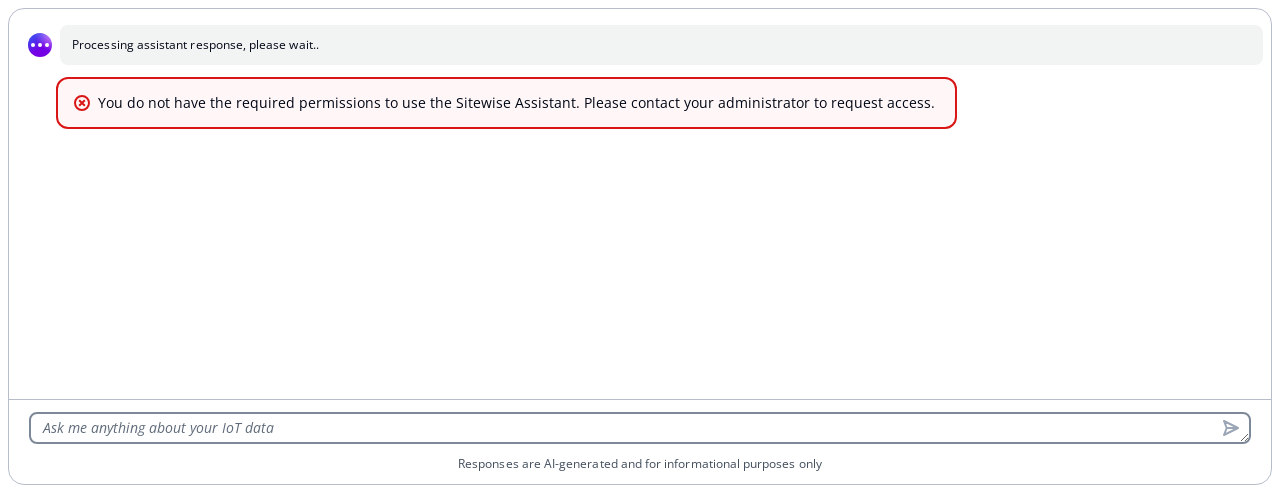 Processing assistant response, please wait..
You do not have the required permissions to use the Sitewise Assistant. Please contact your administrator to request access.
Ask me anything about your IoT data
Responses are AI-generated and for informational purposes only